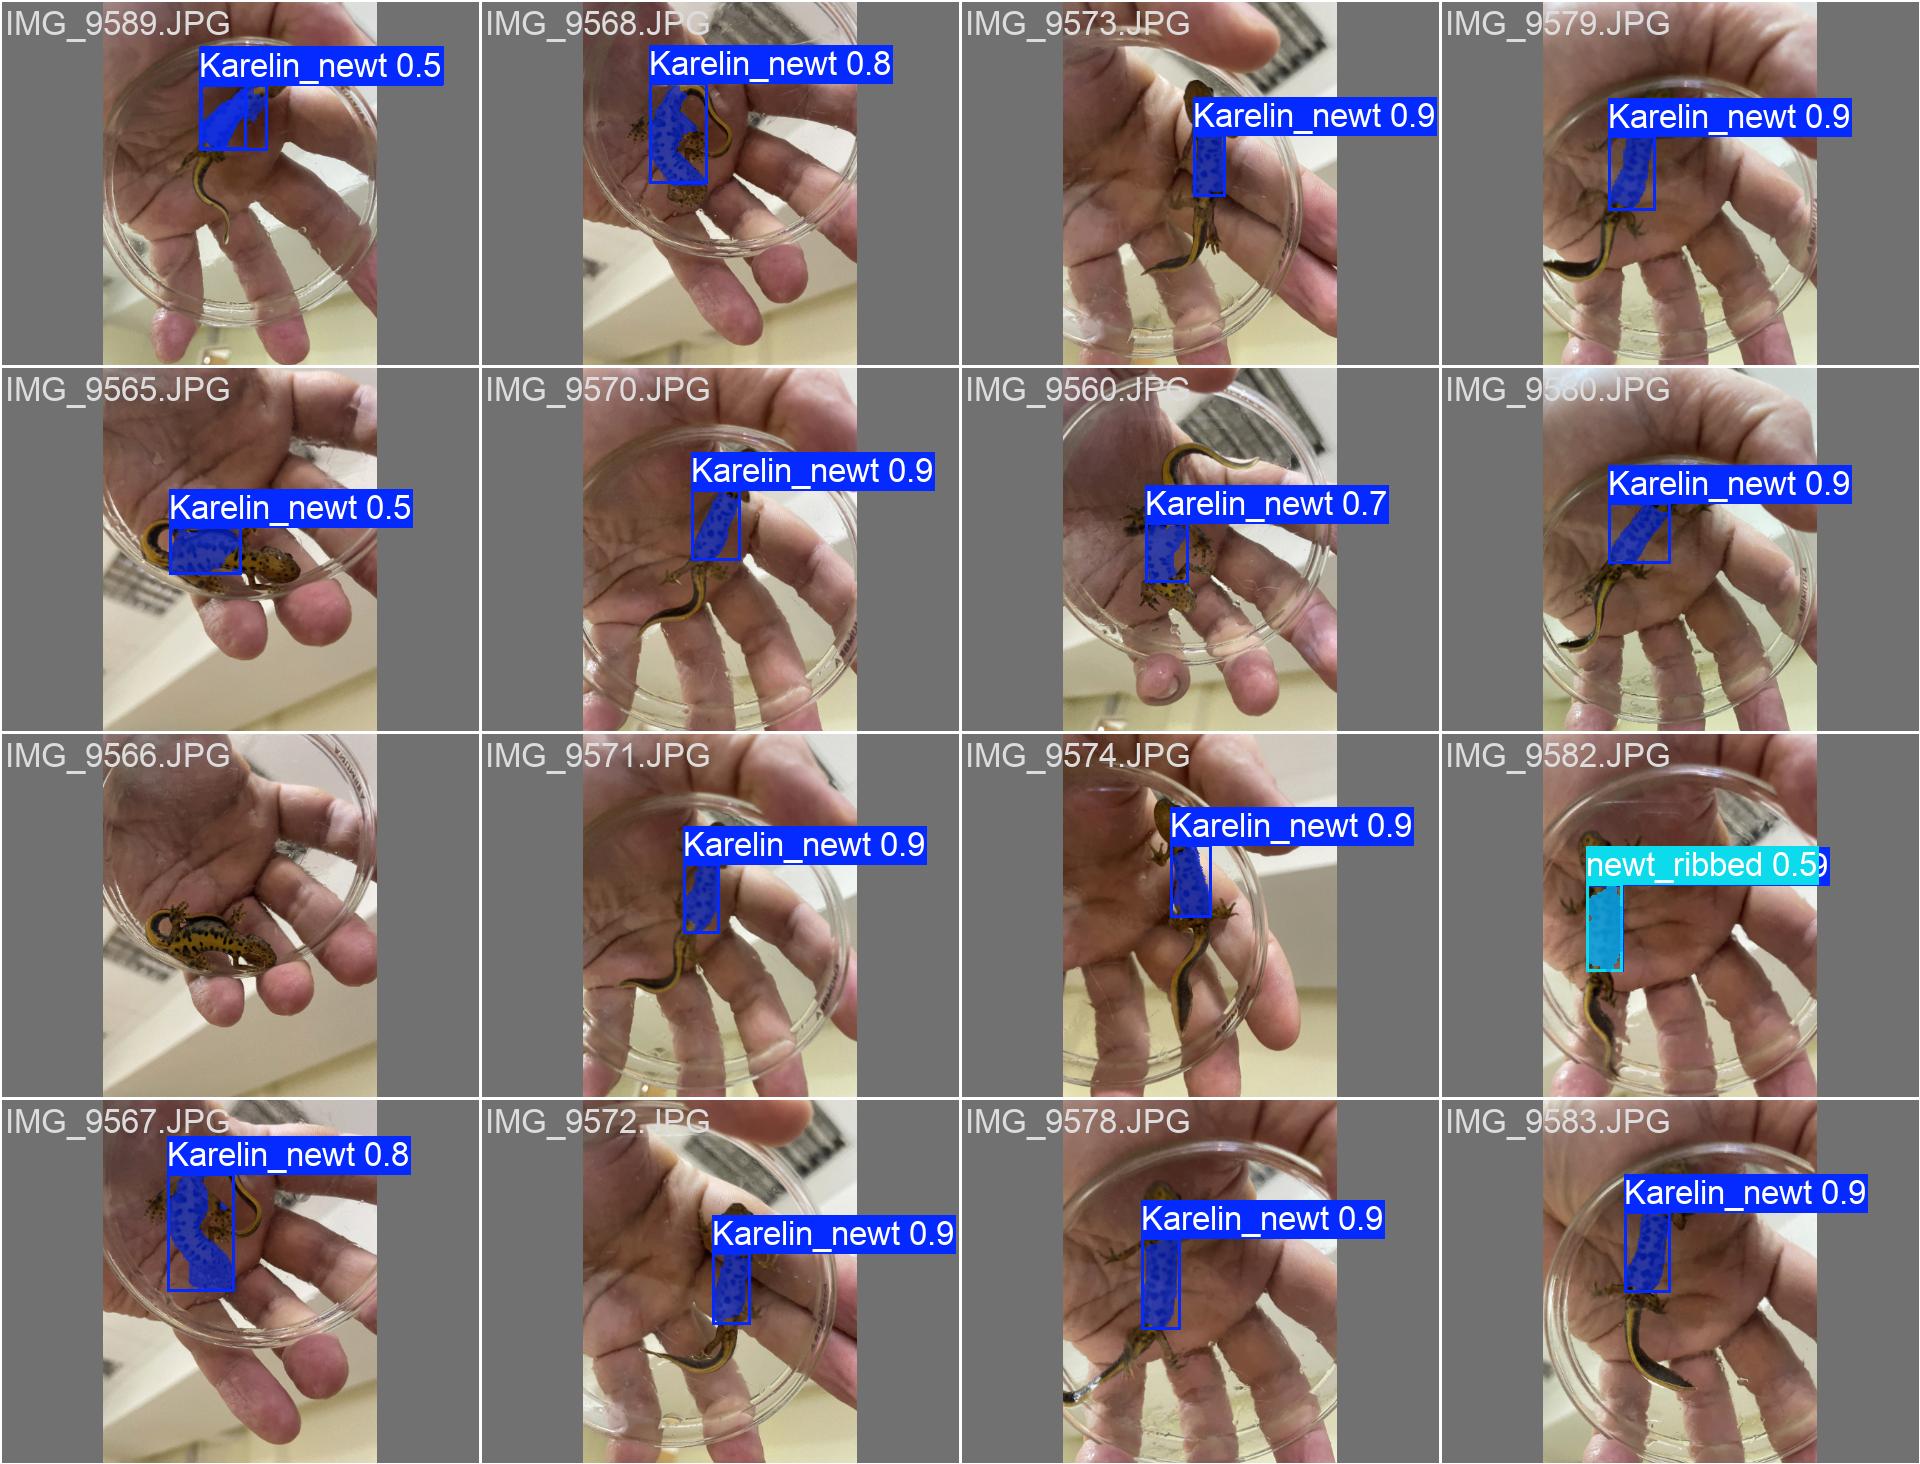 IMG_9589.JPG
Karelin_newt 0.5
IMG_9568.JPG
Karelin_newt 0.8
IMG_9573.JPG
Karelin_newt 0.9
IMG_9579.JPG
Karelin_newt 0.9
IMG_9565.JPG
Karelin_newt 0.5
IMG_9570.JPG
Karelin_newt 0.9
IMG_9560.JPG
Karelin_newt 0.7
IMG_9580.JPG
Karelin_newt 0.9
IMG_9566.JPG
IMG_9571.JPG
Karelin_newt 0.9
IMG_9574.JPG
Karelin_newt 0.9
IMG_9582.JPG
newt_ribbed 0.5
IMG_9567.JPG
Karelin_newt 0.8
IMG_9572.JPG
Karelin_newt 0.9
IMG_9578.JPG
Karelin_newt 0.9
IMG_9583.JPG
Karelin_newt 0.9